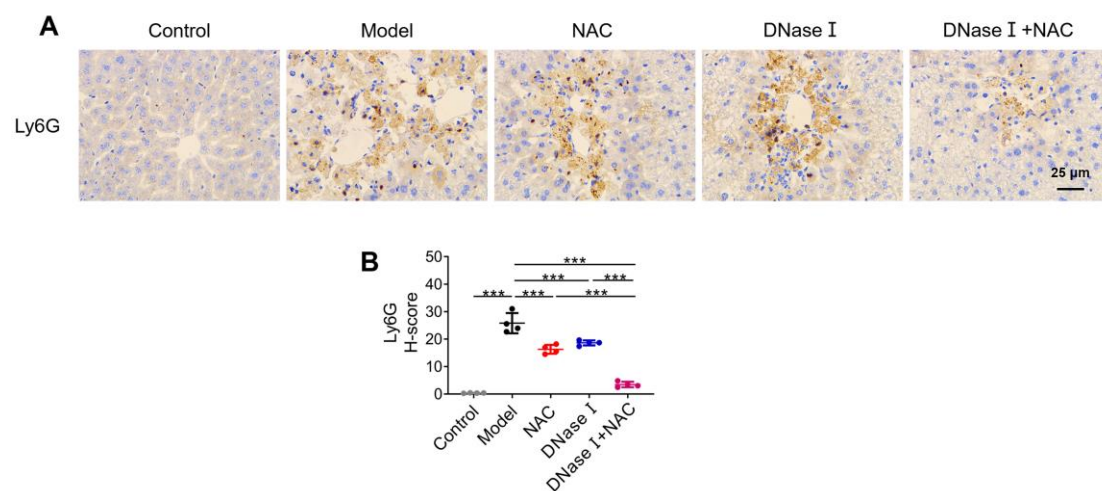 A
Control
Model
NAC
DNase I
DNase I +NAC
Ly6G
25 μm
B
50
40
30
20
10
0
Ly6G
H-score
***
*** ***
*** *** ***
Control
Model
NAC
DNase I
DNase I+NAC